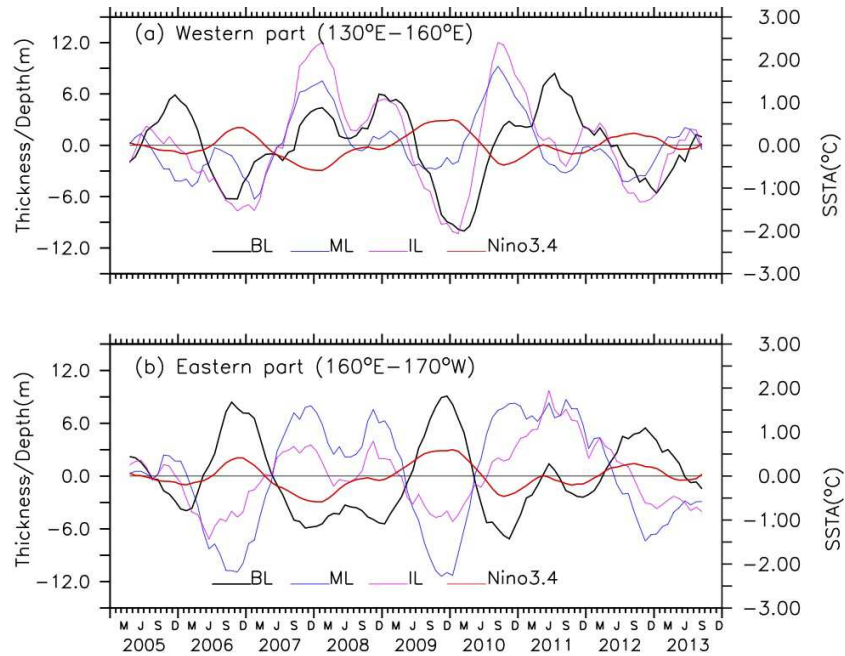 (a) Western part (130°E−160°E)
Thickness/Depth(m)
12.0
6.0
0.0
−6.0
−12.0
3.00
2.00
1.00
0.00
−1.00
−2.00
−3.00
SSTA(°C)
BL ML IL Nino3.4
(b) Eastern part (160°E−170°W)
Thickness/Depth(m)
12.0
6.0
0.0
−6.0
−12.0
3.00
2.00
1.00
0.00
−1.00
−2.00
−3.00
SSTA(°C)
BL ML IL Nino3.4
M J S D M J S D M J S D M J S D M J S D M J S D M J S D M J S D M J S D
2005 2006 2007 2008 2009 2010 2011 2012 2013